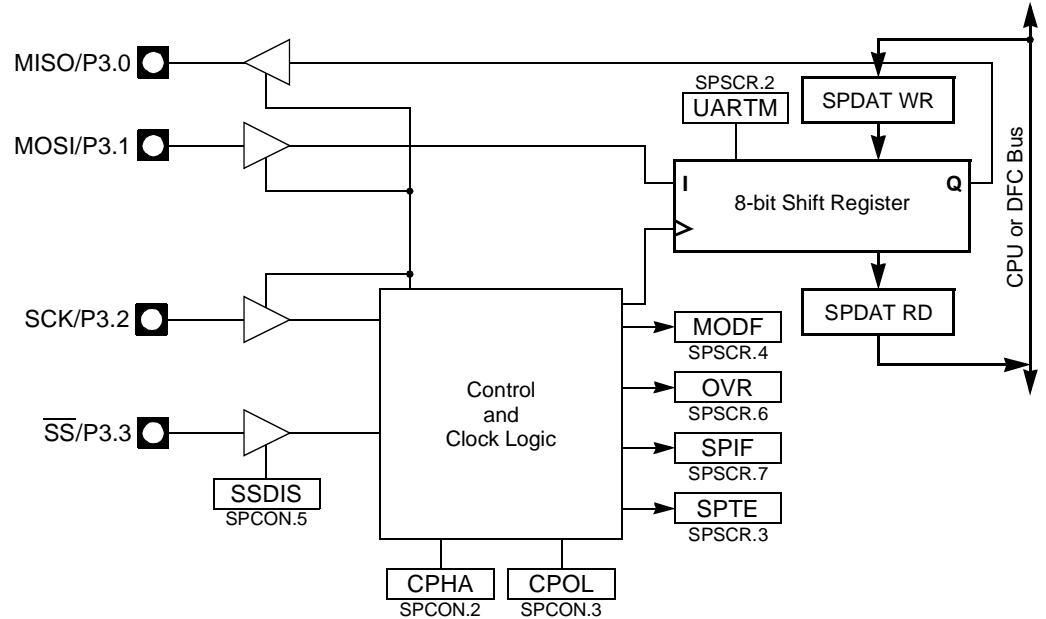 MISO/P3.0
SPSCR.2
UARTM
SPDAT WR
MOSI/P3.1
I
Q
8-bit Shift Register
CPU or DFC Bus
SCK/P3.2
SPDAT RD
MODF
SPSCR.4
Control
and
Clock Logic
OVR
SPSCR.6
SS/P3.3
SPIF
SPSCR.7
SSDIS
SPCON.5
SPTE
SPSCR.3
CPHA
SPCON.2
CPOL
SPCON.3